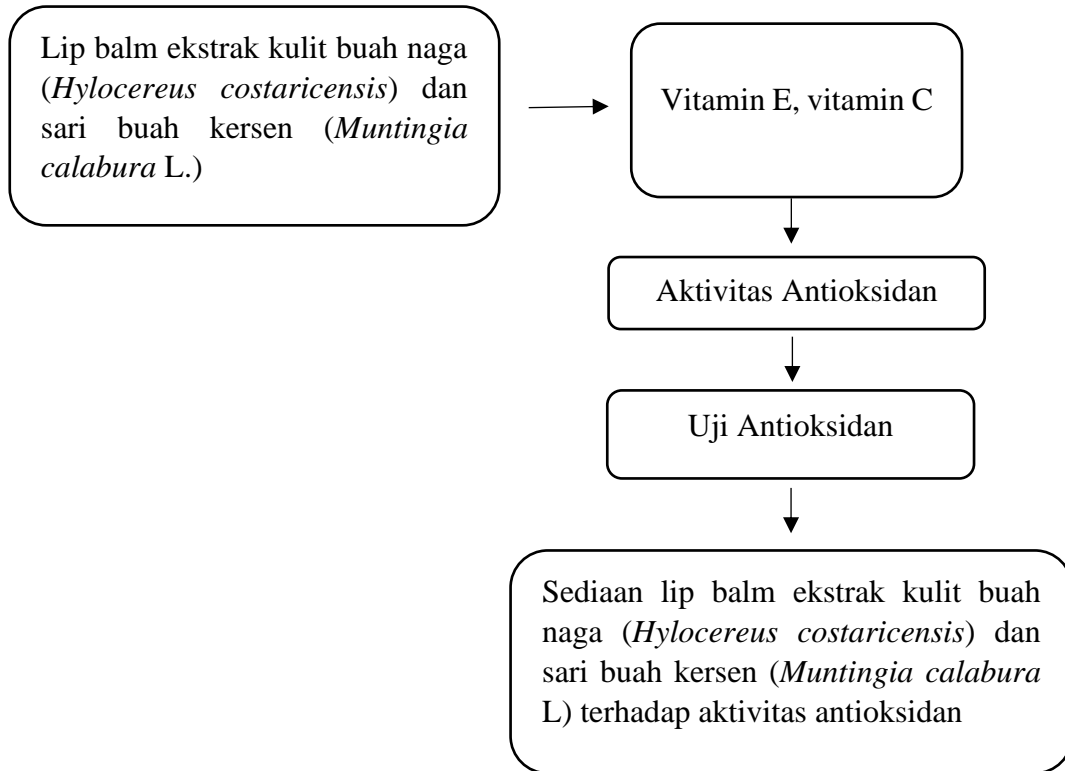 Lip balm ekstrak kulit buah naga
(Hylocereus costaricensis) dan
sari buah kersen (Muntingia
calabura L.)
Vitamin E, vitamin C
Aktivitas Antioksidan
Uji Antioksidan
Sediaan lip balm ekstrak kulit buah
naga (Hylocereus costaricensis) dan
sari buah kersen (Muntingia calabura
L) terhadap aktivitas antioksidan